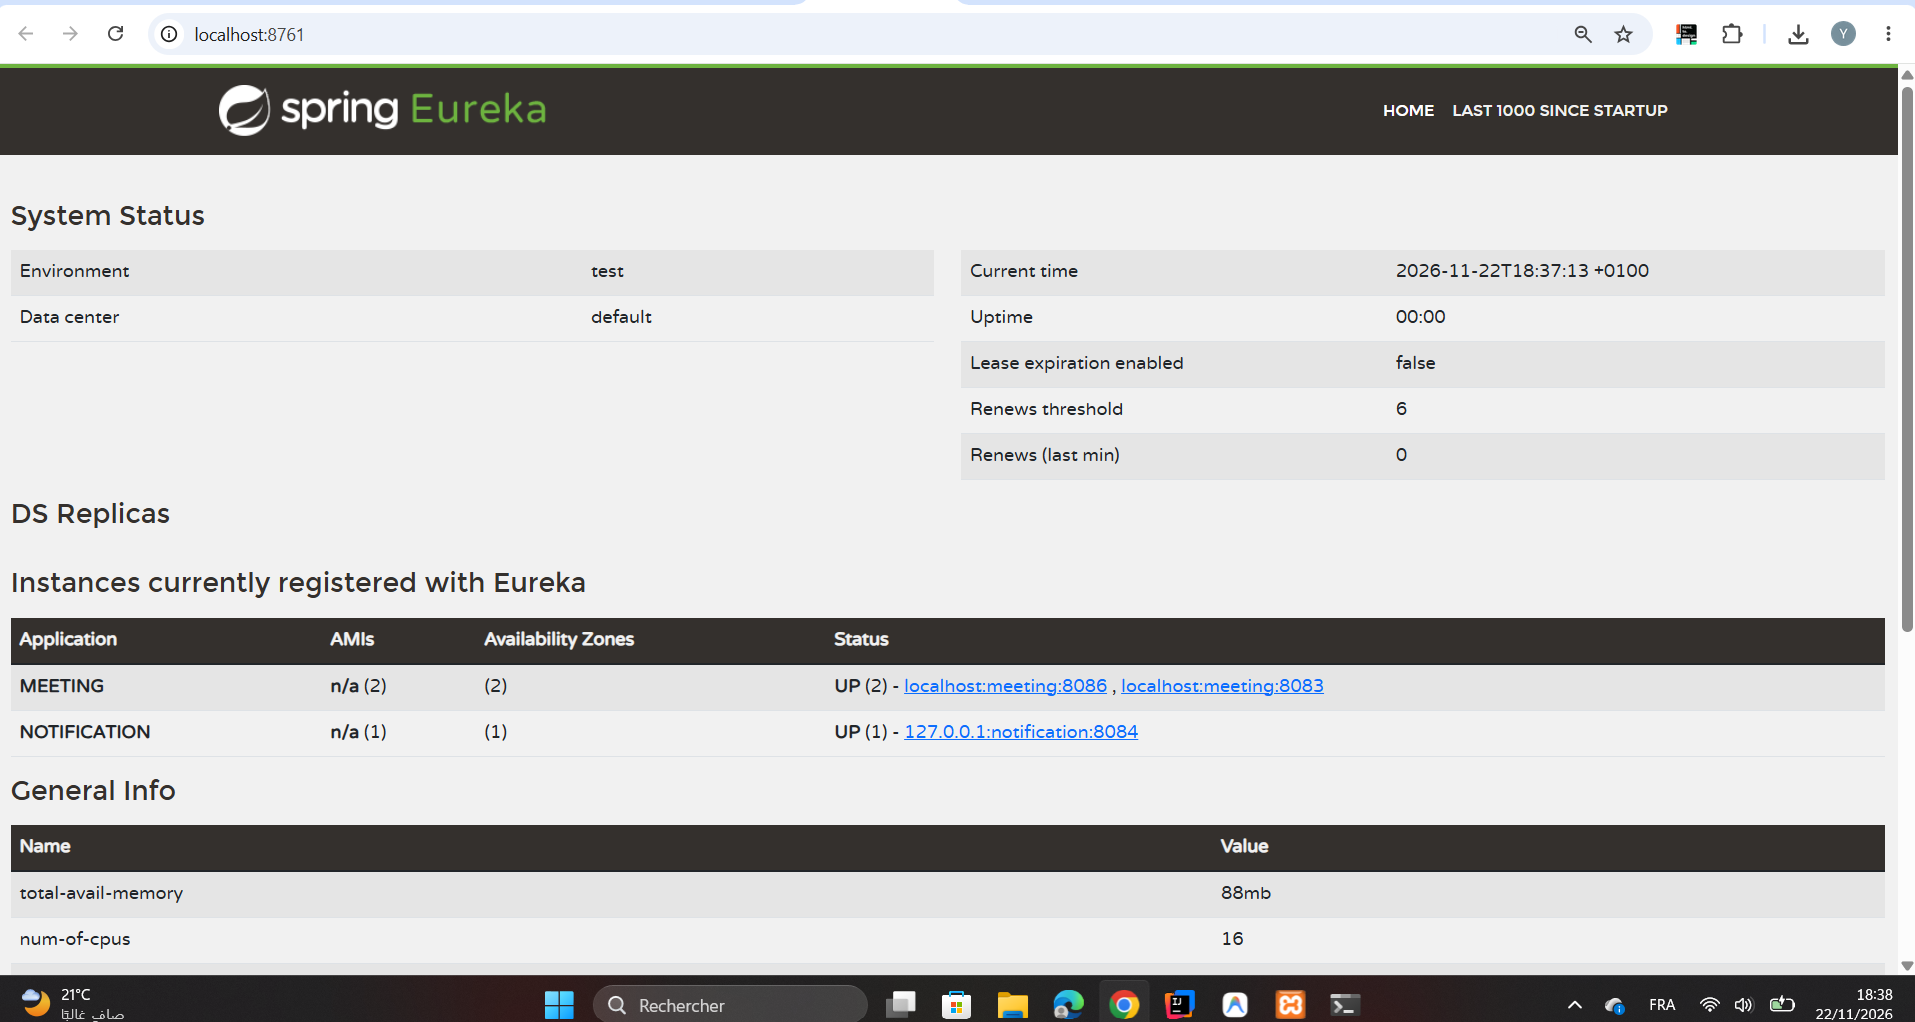 localhost:8761
Y
spring Eureka
HOME LAST 1000 SINCE STARTUP
System Status
Environment test
Data center default
Current time 2026-11-22T18:37:13 +0100
Uptime 00:00
Lease expiration enabled false
Renews threshold 6
Renews (last min) 0
DS Replicas
Instances currently registered with Eureka
Application AMIs Availability Zones Status
MEETING n/a (2) (2) UP (2) - localhost:meeting:8086 , localhost:meeting:8083
NOTIFICATION n/a (1) (1) UP (1) - 127.0.0.1:notification:8084
General Info
Name Value
total-avail-memory 88mb
num-of-cpus 16
21°C
صافٍ غالبًا
Rechercher
FRA
18:38
22/11/2026